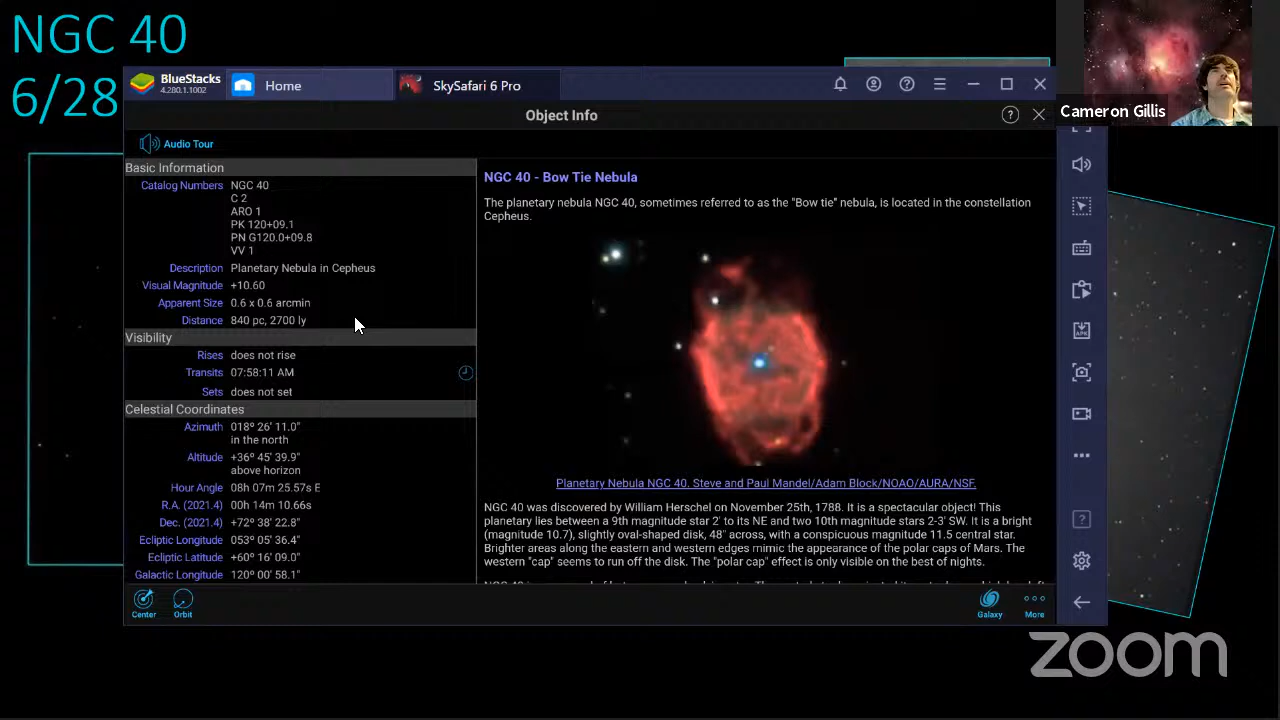 NGC 40
6/28
BlueStacks
4.280.1.1002
Home
SkySafari 6 Pro
Cameron Gillis
Object Info
Audio Tour
Basic Information
Catalog Numbers NGC 40
C 2
ARO 1
PK 120+09.1
PN G120.0+09.8
VV 1
Description Planetary Nebula in Cepheus
Visual Magnitude +10.60
Apparent Size 0.6 x 0.6 arcmin
Distance 840 pc, 2700 ly
Visibility
Rises does not rise
Transits 07:58:11 AM
Sets does not set
Celestial Coordinates
Azimuth 018° 26' 11.0"
in the north
Altitude +36° 45' 39.9"
above horizon
Hour Angle 08h 07m 25.57s E
R.A. (2021.4) 00h 14m 10.66s
Dec. (2021.4) +72° 38' 22.8"
Ecliptic Longitude 053° 05' 36.4"
Ecliptic Latitude +60° 16' 09.0"
Galactic Longitude 120° 00' 58.1"
NGC 40 - Bow Tie Nebula
The planetary nebula NGC 40, sometimes referred to as the "Bow tie" nebula, is located in the constellation
Cepheus.
Planetary Nebula NGC 40. Steve and Paul Mandel/Adam Block/NOAO/AURA/NSF.
NGC 40 was discovered by William Herschel on November 25th, 1788. It is a spectacular object! This
planetary lies between a 9th magnitude star 2' to its NE and two 10th magnitude stars 2-3' SW. It is a bright
(magnitude 10.7), slightly oval-shaped disk, 48" across, with a conspicuous magnitude 11.5 central star.
Brighter areas along the eastern and western edges mimic the appearance of the polar caps of Mars. The
western "cap" seems to run off the disk. The "polar cap" effect is only visible on the best of nights.
Center
Orbit
Galaxy
More
zoom